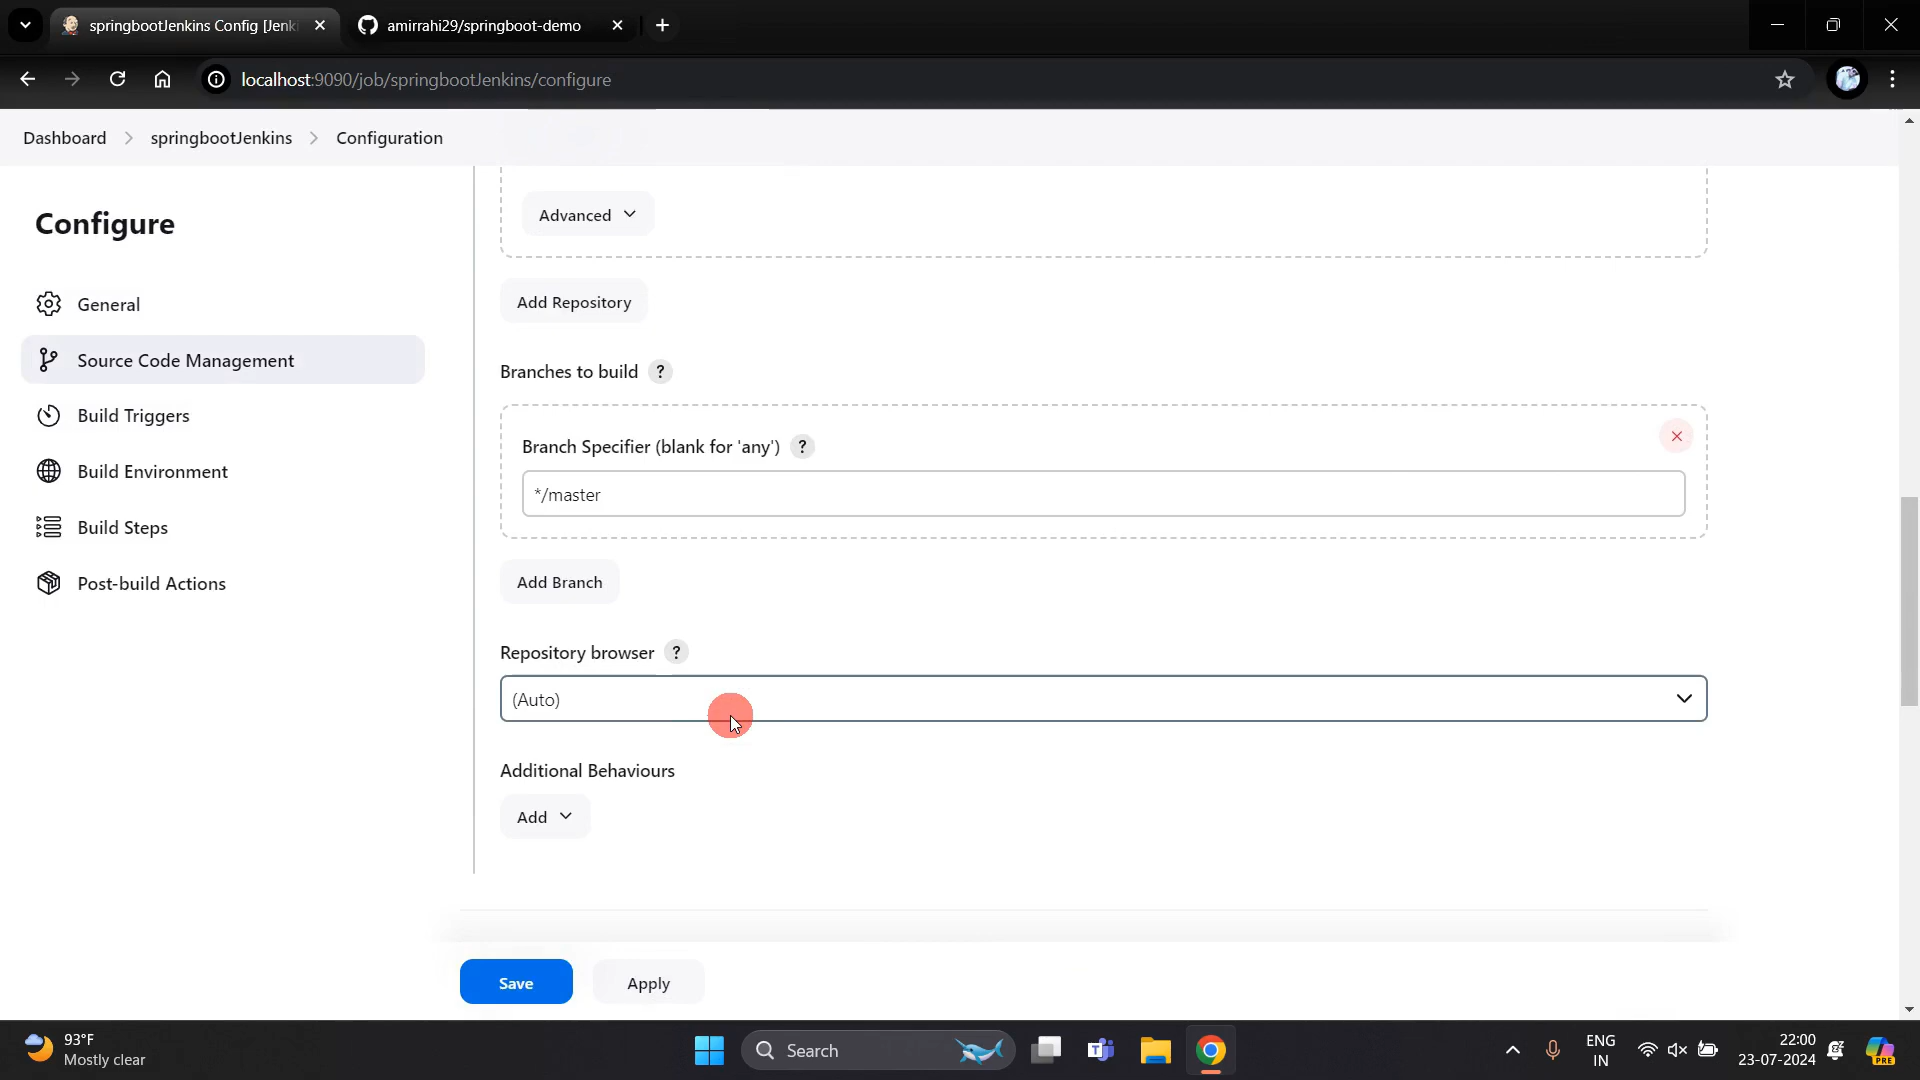 springbootJenkins Config [Jenk
amirrahi29/springboot-demo
localhost:9090/job/springbootJenkins/configure
Dashboard > springbootJenkins > Configuration
Configure
General
Source Code Management
Build Triggers
Build Environment
Build Steps
Post-build Actions
Advanced
Add Repository
Branches to build ?
Branch Specifier (blank for 'any') ?
*/master
Add Branch
Repository browser ?
(Auto)
Additional Behaviours
Add
Save
Apply
93°F
Mostly clear
Search
ENG
IN
22:00
23-07-2024
PRE